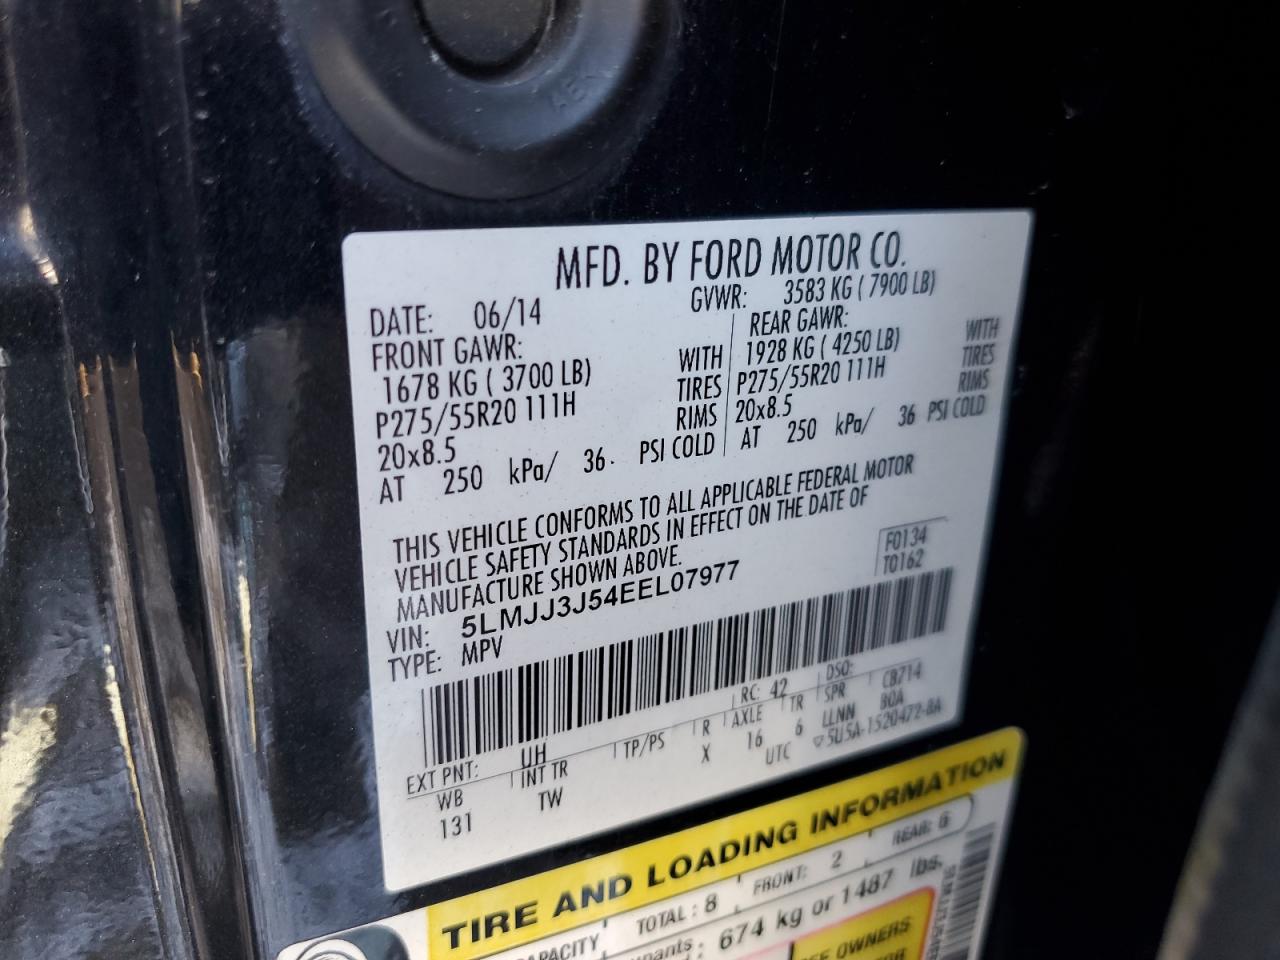 MFD. BY FORD MOTOR CO.
DATE: 06/14 GVWR: 3583 KG ( 7900 LB)
FRONT GAWR: REAR GAWR:
1678 KG ( 3700 LB) WITH 1928 KG ( 4250 LB) WITH
P275/55R20 111H TIRES P275/55R20 111H TIRES
20x8.5 RIMS 20x8.5 RIMS
AT 250 kPa/ 36 PSI COLD AT 250 kPa/ 36 PSI COLD
THIS VEHICLE CONFORMS TO ALL APPLICABLE FEDERAL MOTOR
VEHICLE SAFETY STANDARDS IN EFFECT ON THE DATE OF
MANUFACTURE SHOWN ABOVE.
F0134
T0162
VIN: 5LMJJ3J54EEL07977
TYPE: MPV
EXT PNT: UH RC: 42 DSO: CB714
WB INT TR TP/PS R AXLE TR SPR BOA
131 TW X 16 6 LLNN
UTC ▽5U5A-1520472-BA
TIRE AND LOADING INFORMATION
CAPACITY TOTAL : 8 FRONT: 2 REAR: 6
674 kg or 1487 lbs.
OWNERS